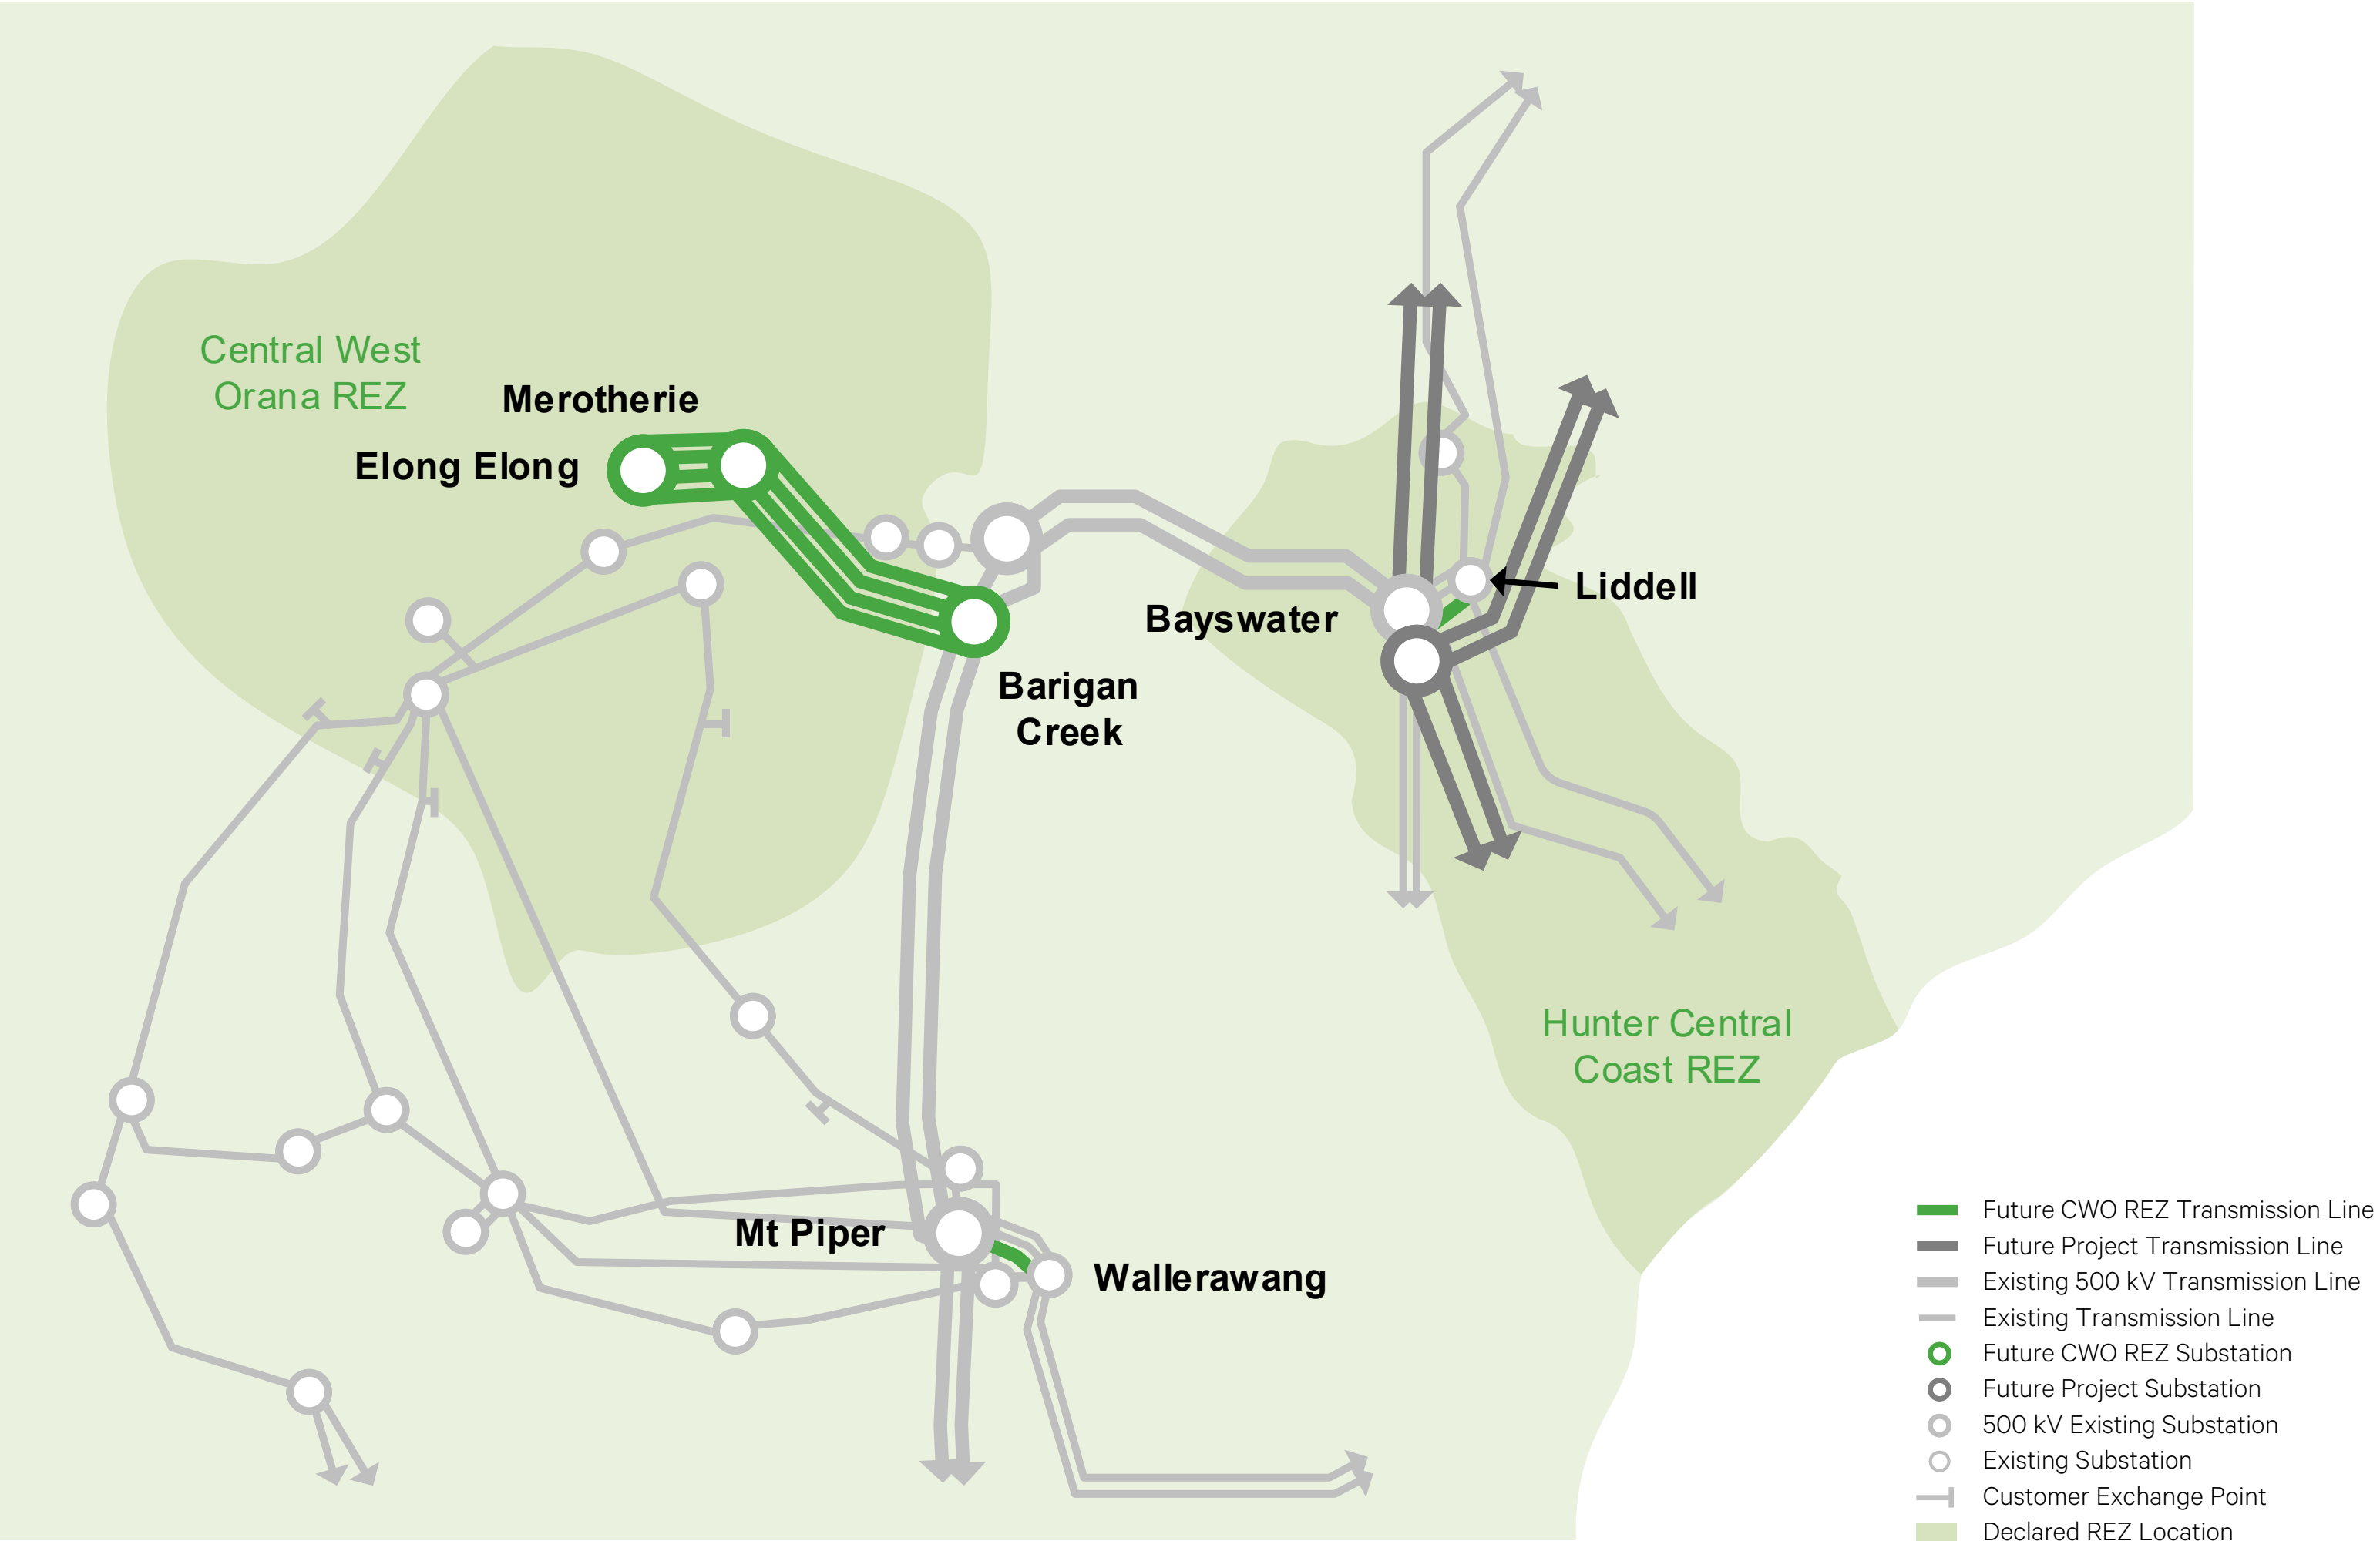 Central West
Orana REZ
Merotherie
Elong Elong
Liddell
Bayswater
Barigan
Creek
Hunter Central
Coast REZ
Mt Piper
Wallerawang
Future CWO REZ Transmission Line
Future Project Transmission Line
Existing 500 kV Transmission Line
Existing Transmission Line
Future CWO REZ Substation
Future Project Substation
500 kV Existing Substation
Existing Substation
Customer Exchange Point
Declared REZ Location